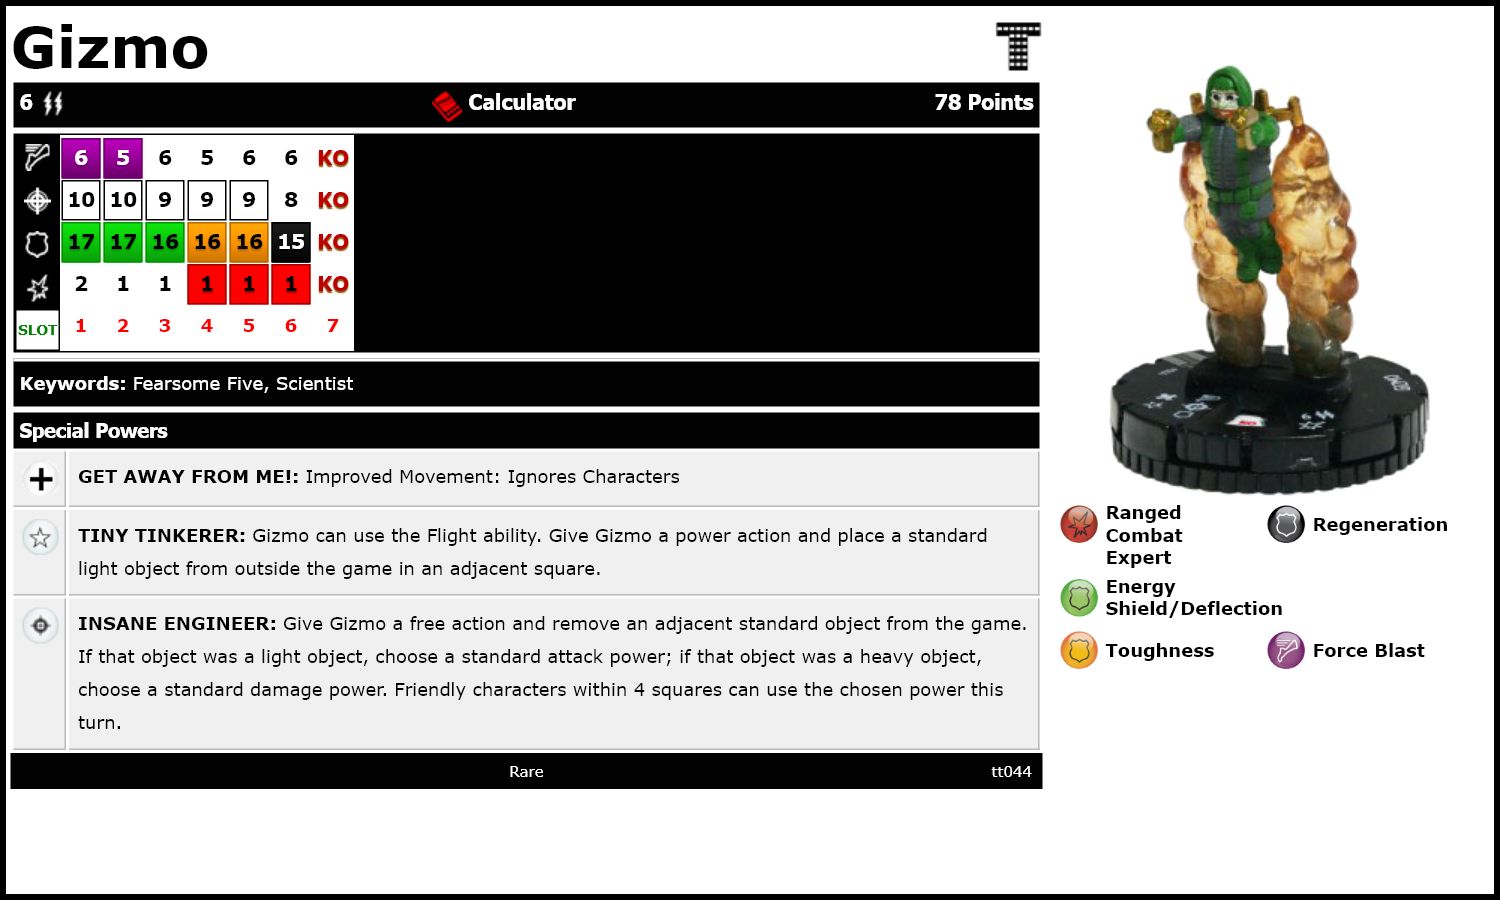 Gizmo
T
6
Calculator
78 Points
6 5 6 5 6 6 KO
10 10 9 9 9 8 KO
17 17 16 16 16 15 KO
2 1 1 1 1 1 KO
SLOT 1 2 3 4 5 6 7
Keywords: Fearsome Five, Scientist
Special Powers
GET AWAY FROM ME!: Improved Movement: Ignores Characters
TINY TINKERER: Gizmo can use the Flight ability. Give Gizmo a power action and place a standard
light object from outside the game in an adjacent square.
INSANE ENGINEER: Give Gizmo a free action and remove an adjacent standard object from the game.
If that object was a light object, choose a standard attack power; if that object was a heavy object,
choose a standard damage power. Friendly characters within 4 squares can use the chosen power this
turn.
Rare
tt044
GIZMO
KO
6
Ranged
Combat
Expert
Regeneration
Energy
Shield/Deflection
Toughness
Force Blast